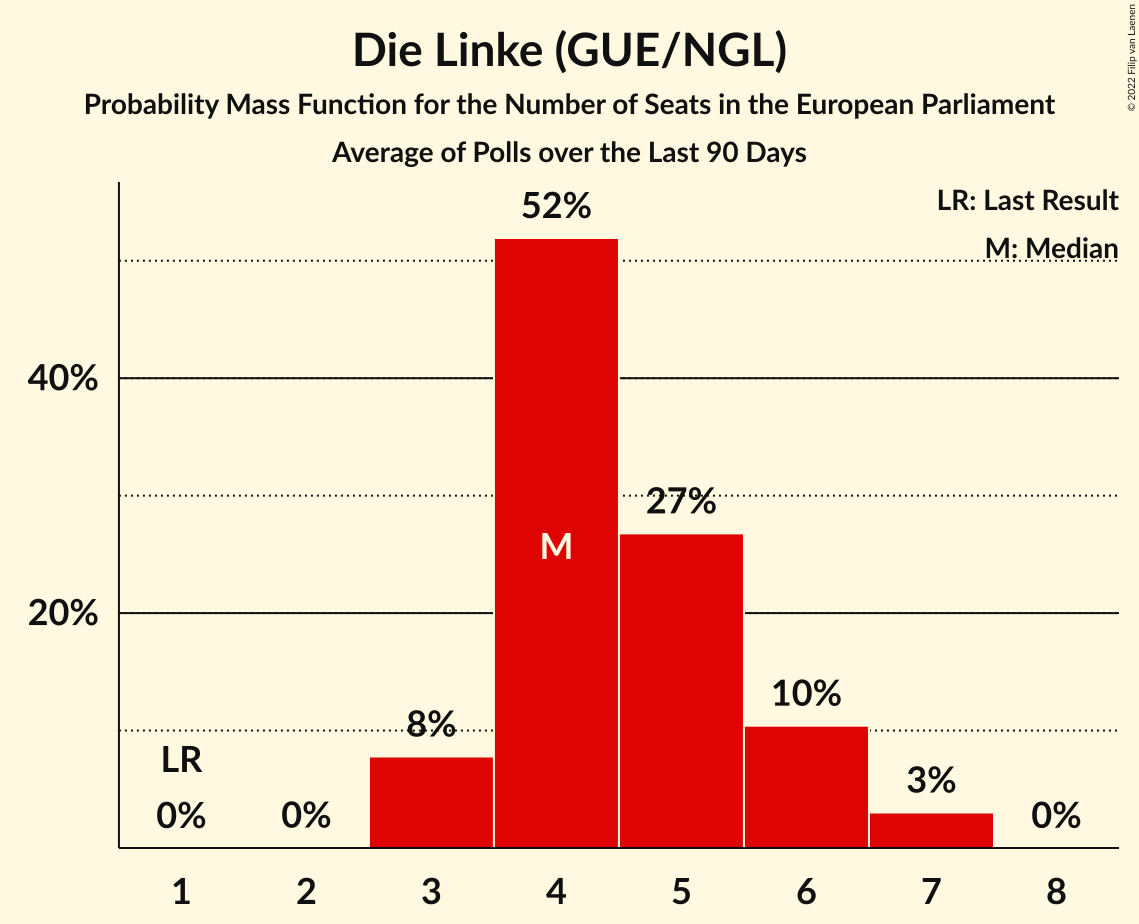 Die Linke (GUE/NGL)
Probability Mass Function for the Number of Seats in the European Parliament
Average of Polls over the Last 90 Days
© 2022 Filip van Laenen
LR: Last Result
M: Median
52%
40%
27%
M
20%
10%
8%
LR
3%
0%
0%
0%
1
2
3
4
5
6
7
8